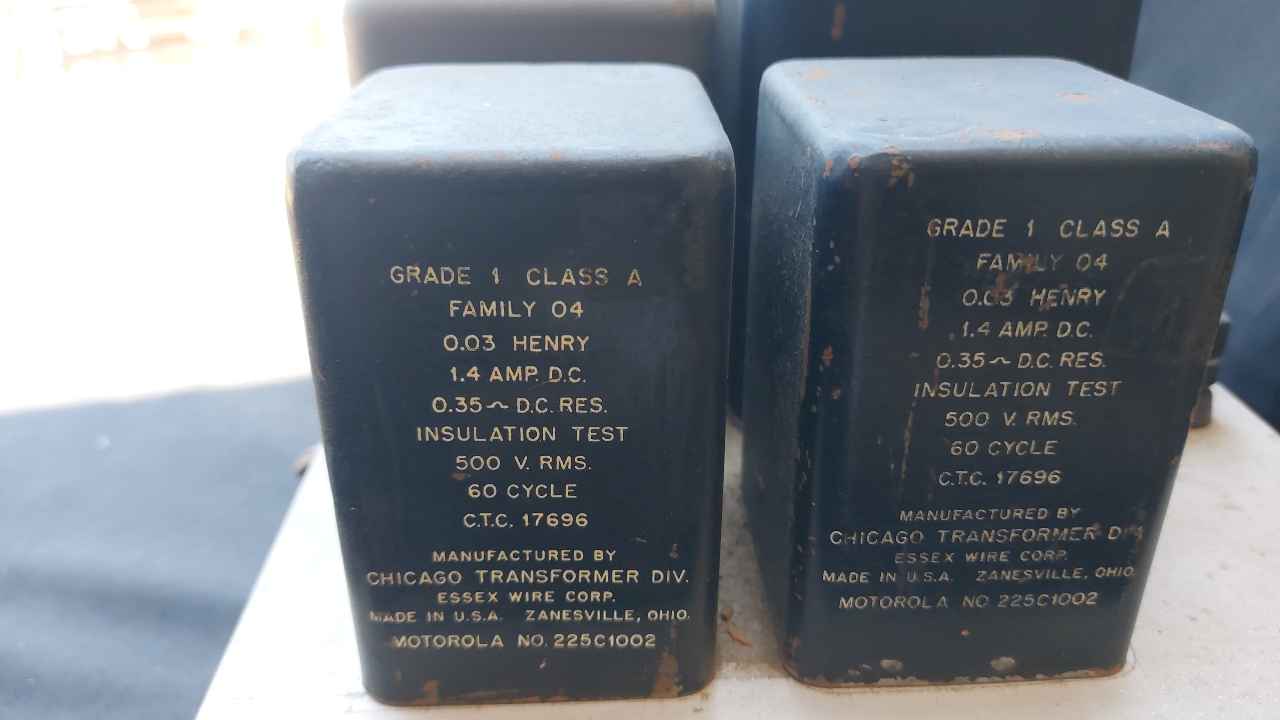 GRADE 1 CLASS A
FAMILY 04
0.03 HENRY
1.4 AMP. D.C.
0.35~ D.C. RES.
INSULATION TEST
500 V. RMS.
60 CYCLE
C.T.C. 17696
MANUFACTURED BY
CHICAGO TRANSFORMER DIV.
ESSEX WIRE CORP.
MADE IN U.S.A. ZANESVILLE, OHIO.
MOTOROLA NO. 225C1002
GRADE 1 CLASS A
FAMILY 04
0.03 HENRY
1.4 AMP. D.C.
0.35~ D.C. RES.
INSULATION TEST
500 V. RMS.
60 CYCLE
C.T.C. 17696
MANUFACTURED BY
CHICAGO TRANSFORMER DIV.
ESSEX WIRE CORP.
MADE IN U.S.A. ZANESVILLE, OHIO.
MOTOROLA NO. 225C1002